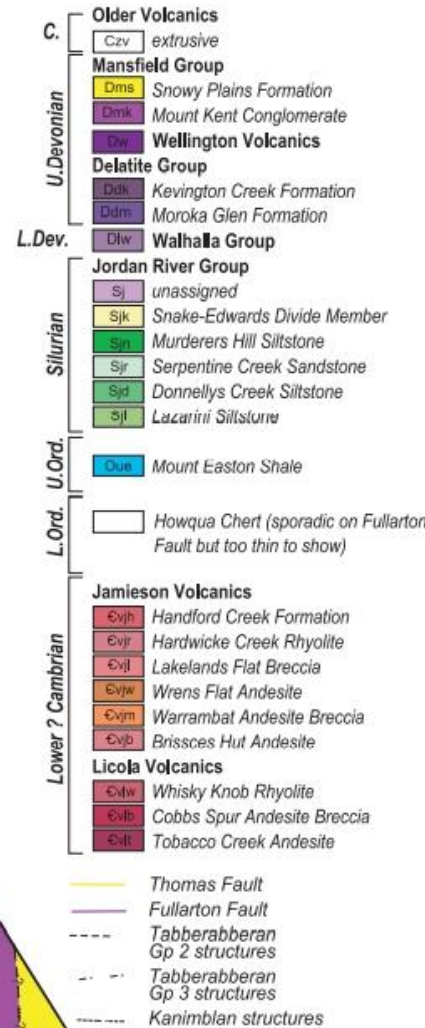 C.
Older Volcanics
Czv extrusive
U.Devonian
Mansfield Group
Dms Snowy Plains Formation
Dmk Mount Kent Conglomerate
Dw Wellington Volcanics
Delatite Group
Ddk Kevington Creek Formation
Ddm Moroka Glen Formation
L.Dev.
Dlw Walhalla Group
Silurian
Jordan River Group
Sj unassigned
Sjk Snake-Edwards Divide Member
Sjn Murderers Hill Siltstone
Sjr Serpentine Creek Sandstone
Sjd Donnellys Creek Siltstone
Sjl Lazarini Siltstone
U.Ord.
Oue Mount Easton Shale
L.Ord.
Howqua Chert (sporadic on Fullarton
Fault but too thin to show)
Lower ? Cambrian
Jamieson Volcanics
Єvjh Handford Creek Formation
Єvjr Hardwicke Creek Rhyolite
Єvjl Lakelands Flat Breccia
Єvjw Wrens Flat Andesite
Єvjm Warrambat Andesite Breccia
Єvjb Brissces Hut Andesite
Licola Volcanics
Єvlw Whisky Knob Rhyolite
Єvlb Cobbs Spur Andesite Breccia
Єvlt Tobacco Creek Andesite
Thomas Fault
Fullarton Fault
Tabberabberan
Gp 2 structures
Tabberabberan
Gp 3 structures
Kanimblan structures